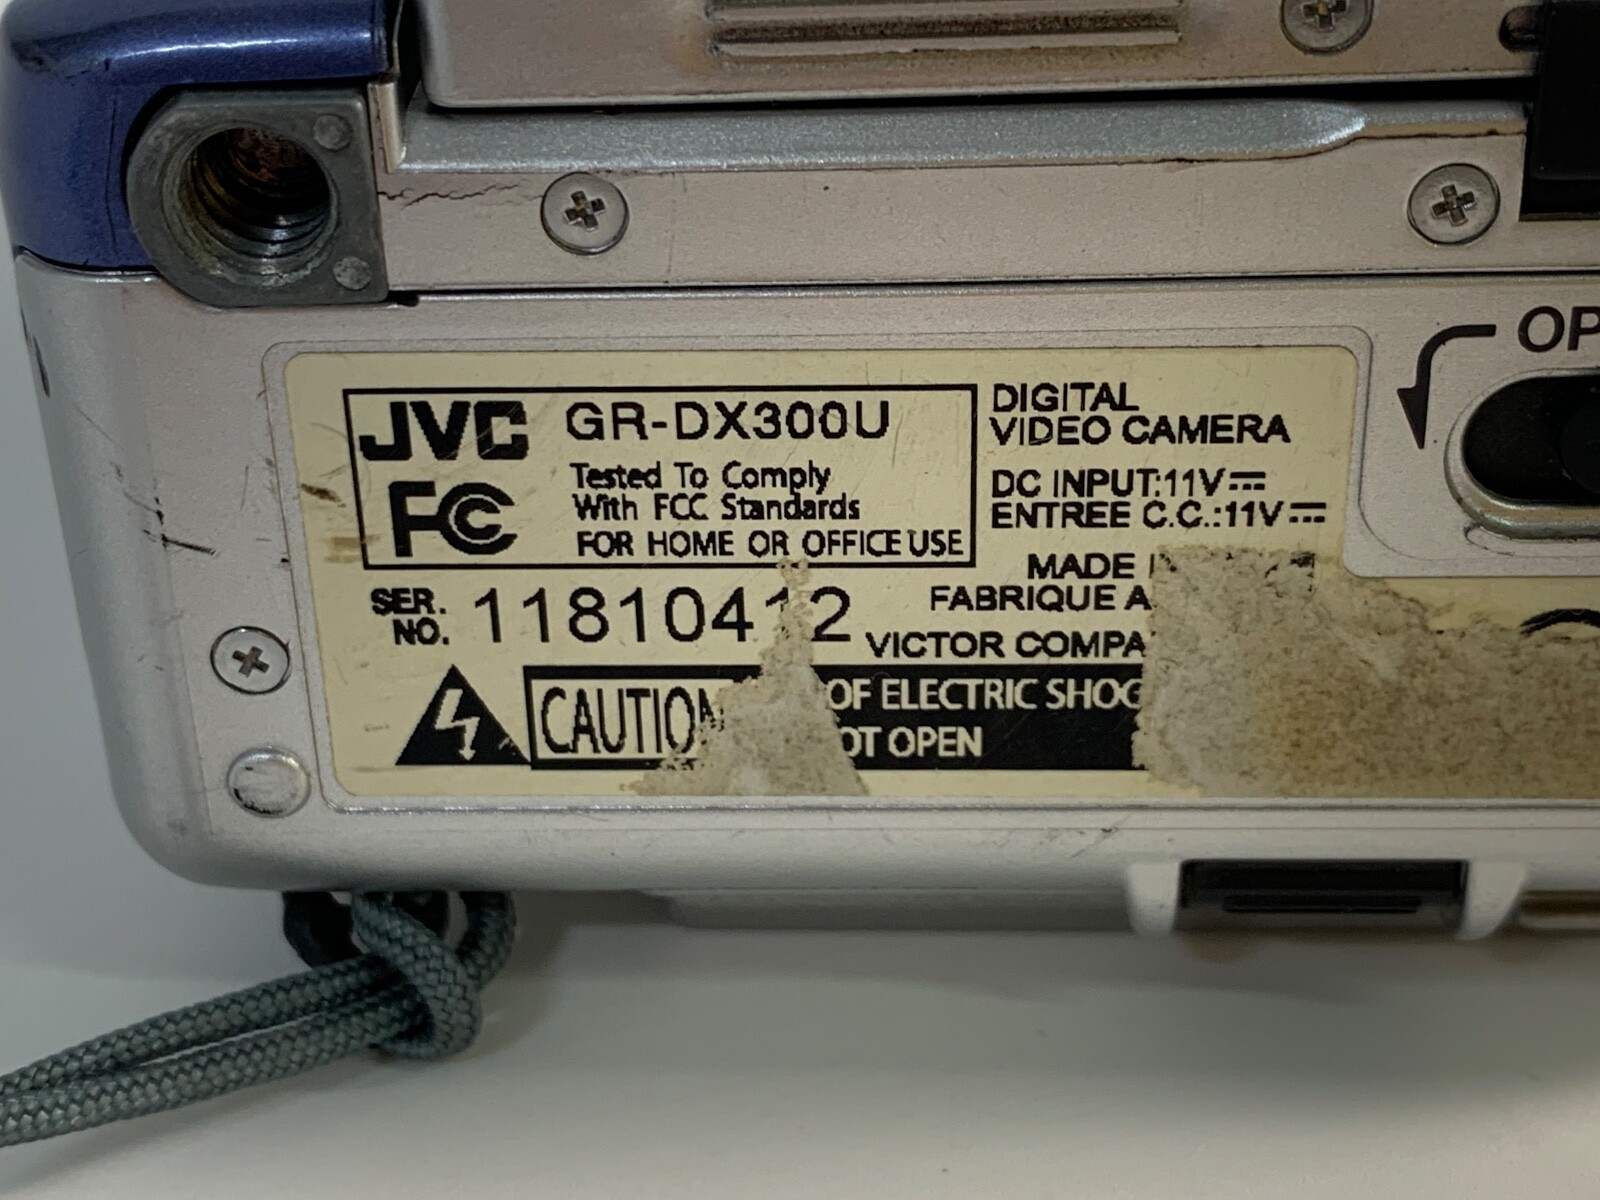 JVC GR-DX300U
FC Tested To Comply
With FCC Standards
FOR HOME OR OFFICE USE
DIGITAL
VIDEO CAMERA
DC INPUT:11V⎓
ENTREE C.C.:11V⎓
MADE
FABRIQUE
SER.
NO.
VICTOR
CAUTION
OF ELECTRIC
OPEN